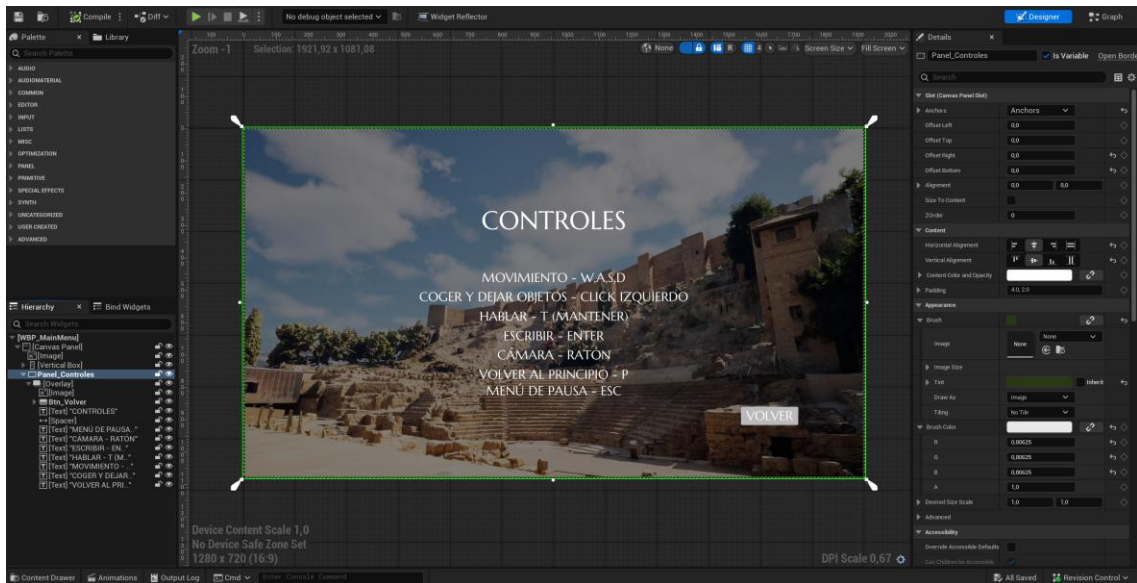 Compile
Diff
No debug object selected
Widget Reflector
Designer
Graph
Palette
Library
Search Palette
AUDIO
AUDIOMATERIAL
COMMON
EDITOR
INPUT
LISTS
MISC
OPTIMIZATION
PANEL
PRIMITIVE
SPECIAL EFFECTS
SYNTH
UNCATEGORIZED
USER CREATED
ADVANCED
Hierarchy
Bind Widgets
Search Widgets
[WBP_MainMenu]
[Canvas Panel]
[Image]
[Vertical Box]
Panel_Controles
[Overlay]
[Image]
Btn_Volver
[Text] "CONTROLES"
[Spacer]
[Text] "MENÚ DE PAUSA.."
[Text] "CÁMARA - RATÓN"
[Text] "ESCRIBIR - EN.."
[Text] "HABLAR - T (M.."
[Text] "MOVIMIENTO - .."
[Text] "COGER Y DEJAR.."
[Text] "VOLVER AL PRI.."
Zoom -1
Selection: 1921,92 x 1081,08
None
R
4
Screen Size
Fill Screen
CONTROLES
MOVIMIENTO - W.A.S.D
COGER Y DEJAR OBJETOS - CLICK IZQUIERDO
HABLAR - T (MANTENER)
ESCRIBIR - ENTER
CÁMARA - RATÓN
VOLVER AL PRINCIPIO - P
MENÚ DE PAUSA - ESC
VOLVER
Device Content Scale 1,0
No Device Safe Zone Set
1280 x 720 (16:9)
DPI Scale 0,67
Details
Panel_Controles
Is Variable
Open Borde
Search
Slot (Canvas Panel Slot)
Anchors
Anchors
Offset Left
0,0
Offset Top
0,0
Offset Right
0,0
Offset Bottom
0,0
Alignment
0,0
0,0
Size To Content
ZOrder
0
Content
Horizontal Alignment
Vertical Alignment
Content Color and Opacity
Padding
4.0, 2.0
Appearance
Brush
Image
None
None
Image Size
Tint
Inherit
Draw As
Image
Tiling
No Tile
Brush Color
R
0,80625
G
0,80625
B
0,80625
A
1,0
Desired Size Scale
1,0
1,0
Advanced
Accessibility
Override Accessible Defaults
Can Children be Accessible
Content Drawer
Animations
Output Log
Cmd
Enter Console Command
All Saved
Revision Control